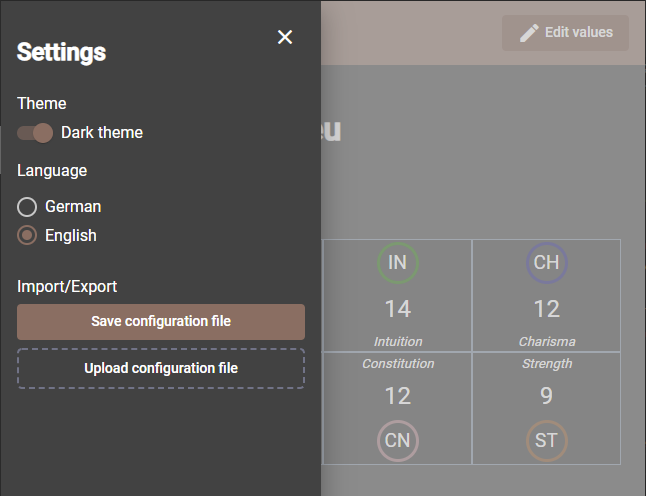 Settings
Edit values
Theme
Dark theme
Language
German
English
Import/Export
Save configuration file
Upload configuration file
IN
CH
14
12
Intuition
Charisma
Constitution
Strength
12
9
CN
ST